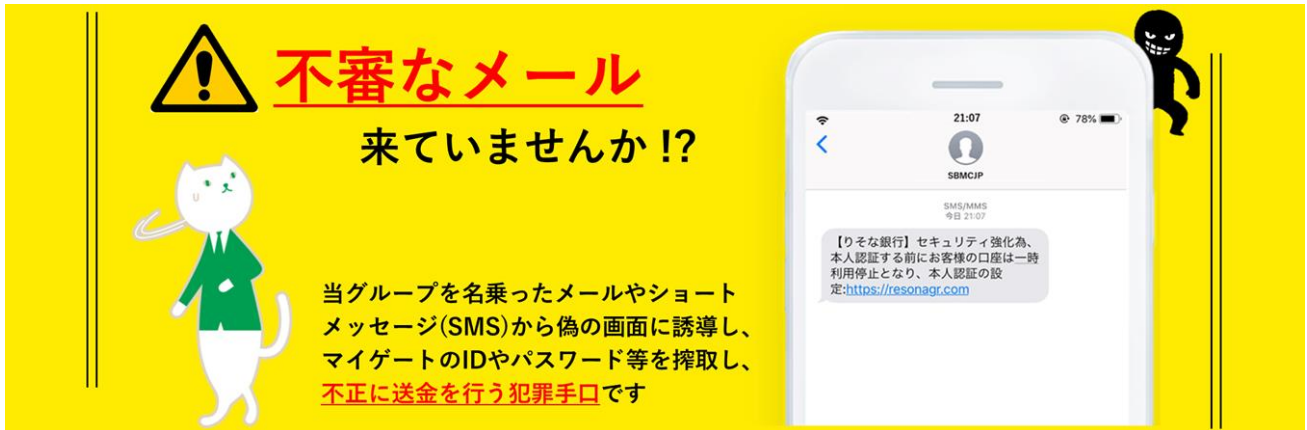 不審なメール
来ていませんか!?
当グループを名乗ったメールやショート
メッセージ(SMS)から偽の画面に誘導し、
マイゲートのIDやパスワード等を搾取し、
不正に送金を行う犯罪手口です
21:07
78%
SBMCJP
SMS/MMS
今日 21:07
【りそな銀行】セキュリティ強化為、
本人認証する前にお客様の口座は一時
利用停止となり、本人認証の設
定:https://resonagr.com